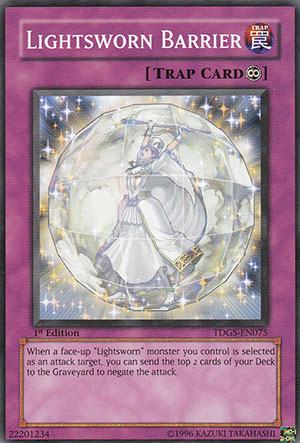 LIGHTSWORN BARRIER
TRAP
罠
[TRAP CARD]
1st Edition
TDGS-EN075
When a face-up "Lightsworn" monster you control is selected
as an attack target, you can send the top 2 cards of your Deck
to the Graveyard to negate the attack.
22201234
©1996 KAZUKI TAKAHASHI